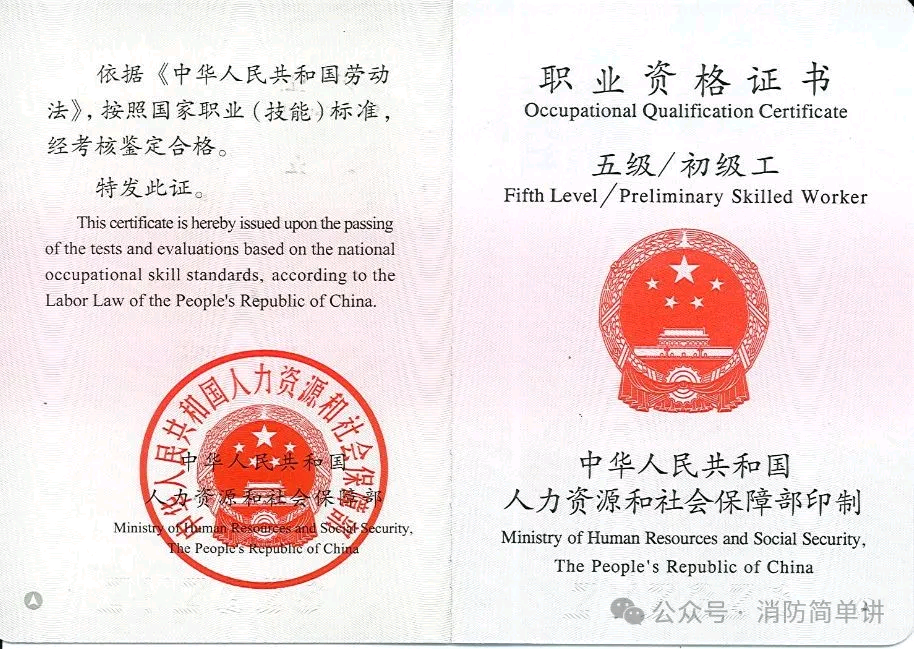 依据《中华人民共和国劳动
法》，按照国家职业（技能）标准，
经考核鉴定合格。
特发此证。
This certificate is hereby issued upon the passing
of the tests and evaluations based on the national
occupational skill standards, according to the
Labor Law of the People's Republic of China.
中华人民共和国人力资源和社会保障部
中华人民共和国
人力资源和社会保障部
Ministry of Human Resources and Social Security,
The People's Republic of China
职业资格证书
Occupational Qualification Certificate
五级/初级工
Fifth Level/Preliminary Skilled Worker
中华人民共和国
人力资源和社会保障部印制
Ministry of Human Resources and Social Security,
The People's Republic of China
公众号·消防简单讲